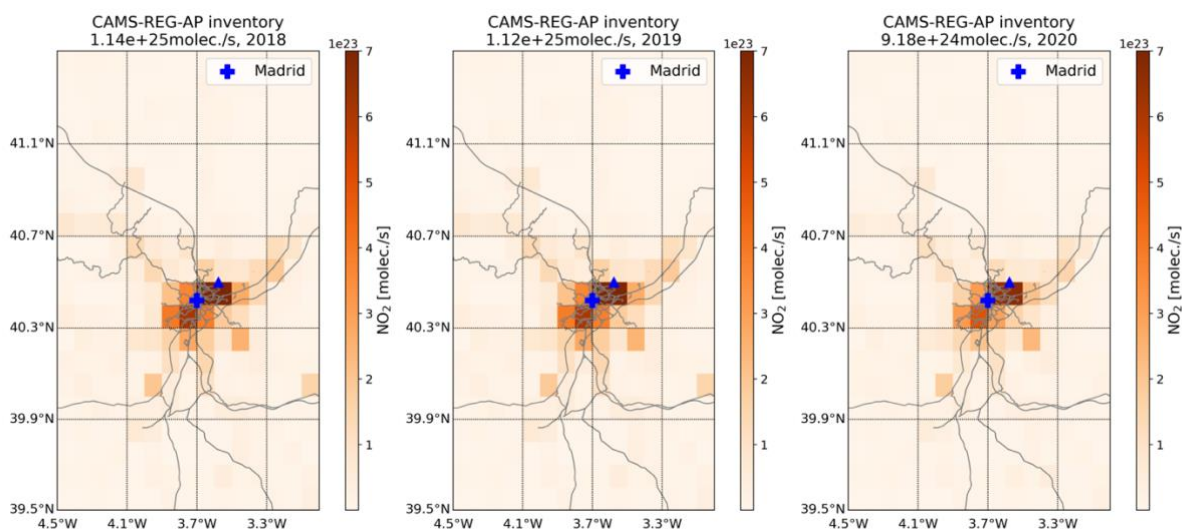 CAMS-REG-AP inventory
1.14e+25molec./s, 2018
1e23
Madrid
41.1°N
40.7°N
40.3°N
39.9°N
39.5°N
4.5°W
4.1°W
3.7°W
3.3°W
7
6
5
4
3
2
1
NO₂ [molec./s]
CAMS-REG-AP inventory
1.12e+25molec./s, 2019
1e23
Madrid
41.1°N
40.7°N
40.3°N
39.9°N
39.5°N
4.5°W
4.1°W
3.7°W
3.3°W
7
6
5
4
3
2
1
NO₂ [molec./s]
CAMS-REG-AP inventory
9.18e+24molec./s, 2020
1e23
Madrid
41.1°N
40.7°N
40.3°N
39.9°N
39.5°N
4.5°W
4.1°W
3.7°W
3.3°W
7
6
5
4
3
2
1
NO₂ [molec./s]